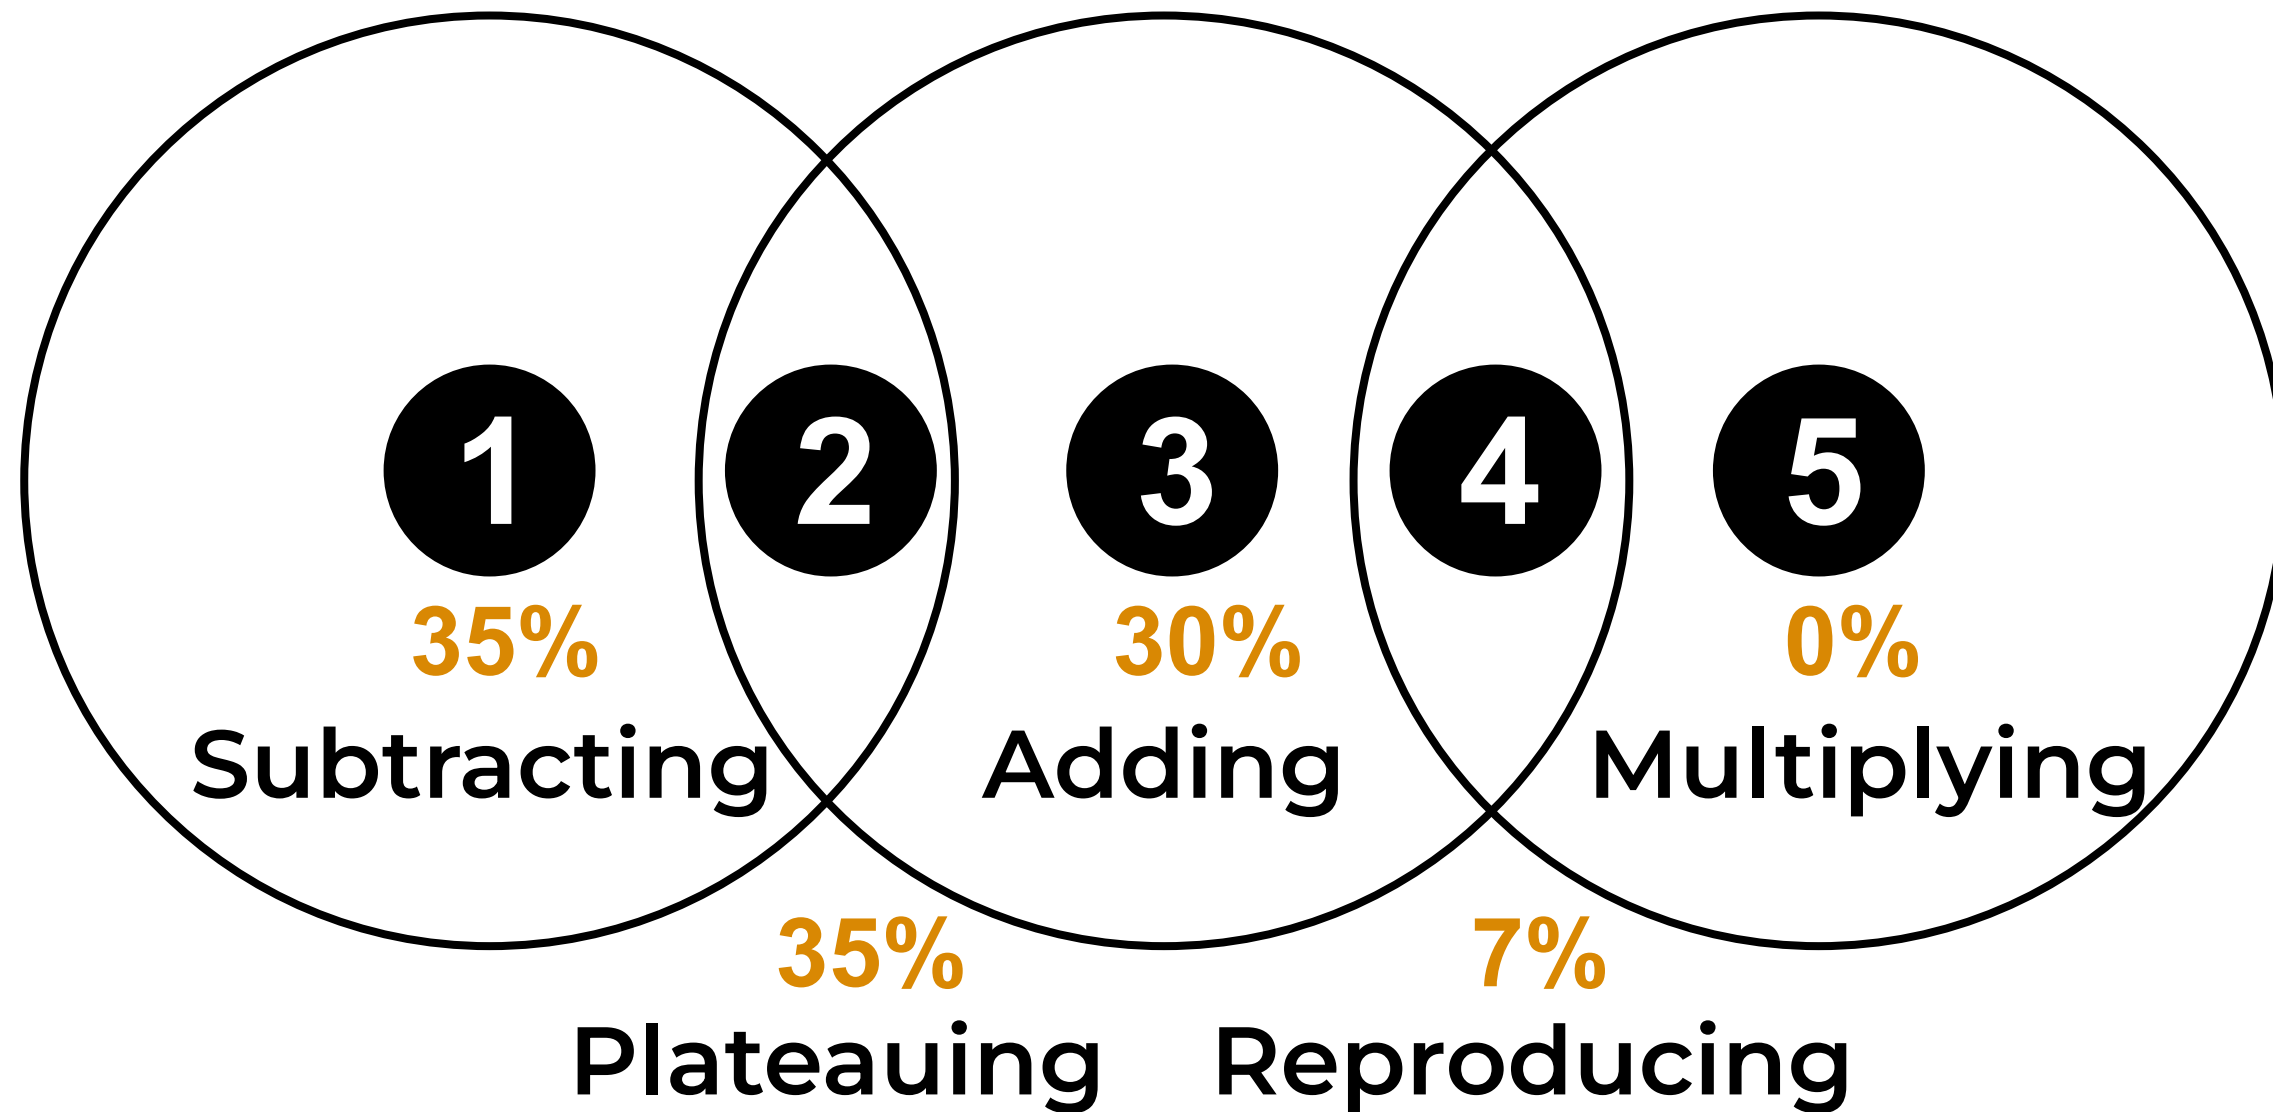 1 2 3 4 5
35% 30% 0%
Subtracting Adding Multiplying
35% 7%
Plateauing Reproducing